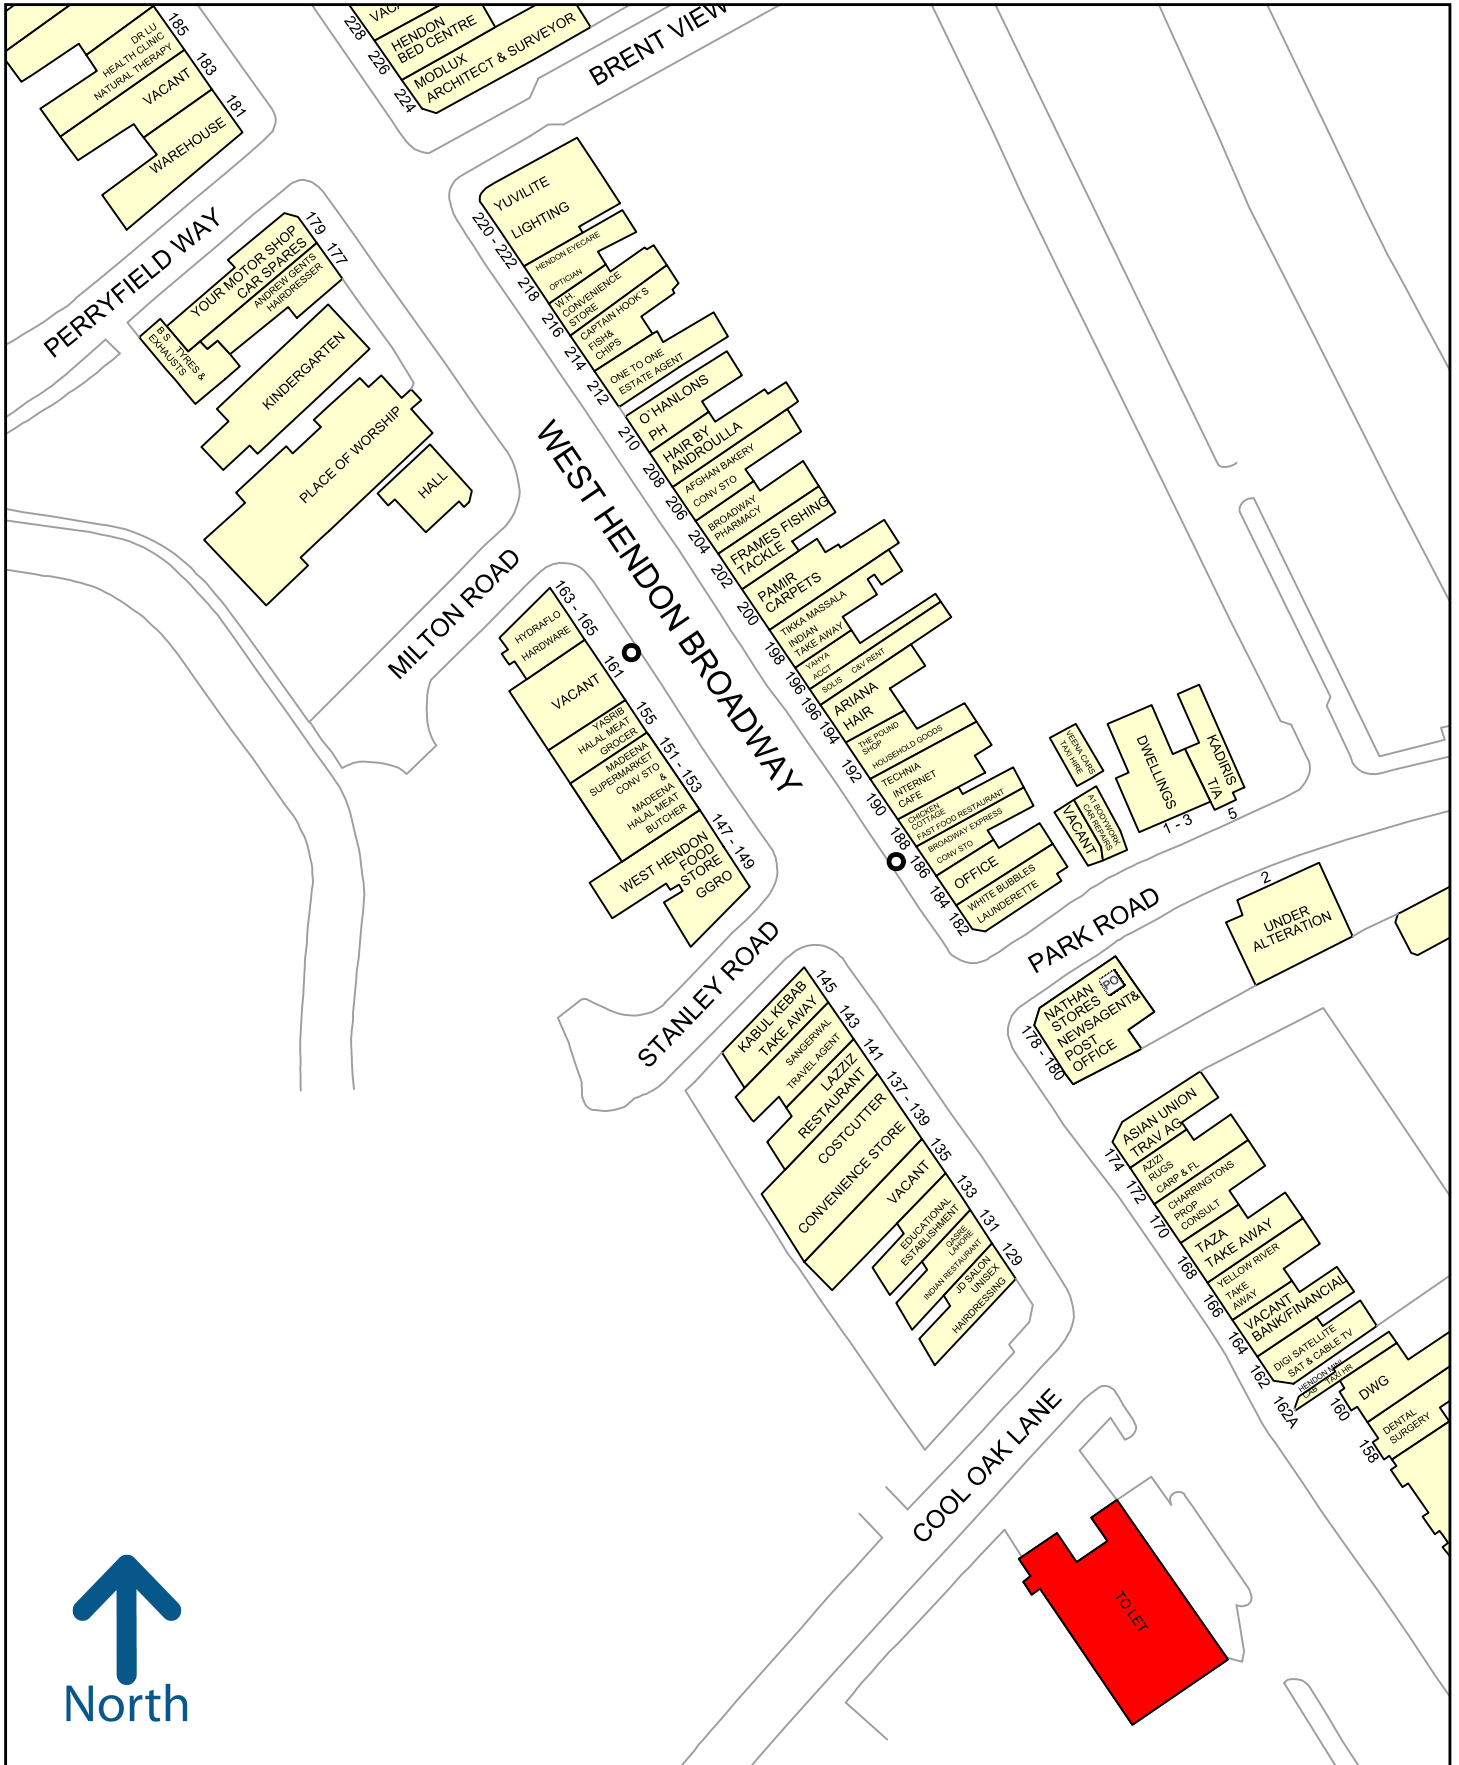 185
DR LU
HEALTH CLINIC
NATURAL THERAPY
183
VACANT
181
WAREHOUSE
228
226
HENDON
BED CENTRE
224
MODLUX
ARCHITECT & SURVEYOR
BRENT VIEW
PERRYFIELD WAY
179
YOUR MOTOR SHOP
CAR SPARES
177
ANDREW GENTS
HAIRDRESSER
B S TYRES &
EXHAUSTS
KINDERGARTEN
PLACE OF WORSHIP
HALL
220 - 222
YUVILITE
LIGHTING
218
HENDON EYECARE
OPTICIAN
216
W.H.
CONVENIENCE
STORE
214
CAPTAIN HOOK'S
FISH&
CHIPS
212
ONE TO ONE
ESTATE AGENT
210
O'HANLONS
PH
208
HAIR BY
ANDROULLA
206
AFGHAN BAKERY
CONV STO
204
BROADWAY
PHARMACY
202
FRAMES FISHING
TACKLE
200
PAMIR
CARPETS
198
TIKKA MASSALA
INDIAN
TAKE AWAY
196
YAHYA
ACCT
196
SOLIS C&V RENT
194
ARIANA
HAIR
192
THE POUND
SHOP
HOUSEHOLD GOODS
190
TECHNIA
INTERNET
CAFE
188
CHICKEN
COTTAGE
FAST FOOD RESTAURANT
186
BROADWAY EXPRESS
CONV STO
184
OFFICE
182
WHITE BUBBLES
LAUNDERETTE
WEST HENDON BROADWAY
MILTON ROAD
163 - 165
HYDRAFLO
HARDWARE
161
VACANT
155
YASRIB
HALAL MEAT
GROCER
151 - 153
MADEENA
SUPERMARKET
CONV STO
&
MADEENA
HALAL MEAT
BUTCHER
147 - 149
WEST HENDON
FOOD
STORE
GGRO
VEENA CARS
TAXI HIRE
VACANT
A1 BODYWORK
CAR REPAIRS
DWELLINGS
1 - 3
KADIRIS
T/A
5
PARK ROAD
2
UNDER
ALTERATION
STANLEY ROAD
178 - 180
NATHAN
STORES
NEWSAGENT&
POST
OFFICE
PO
145
KABUL KEBAB
TAKE AWAY
143
SANGERWAL
TRAVEL AGENT
141
LAZZIZ
RESTAURANT
137 - 139
COSTCUTTER
CONVENIENCE STORE
135
VACANT
133
EDUCATIONAL
ESTABLISHMENT
131
QASRE
LAHORE
INDIAN RESTAURANT
129
JD SALON
UNISEX
HAIRDRESSING
174
ASIAN UNION
TRAV AG
172
AZIZI
RUGS
CARP & FL
170
CHARRINGTONS
PROP
CONSULT
168
TAZA
TAKE AWAY
166
YELLOW RIVER
TAKE
AWAY
164
VACANT
BANK/FINANCIAL
162
DIGI SATELLITE
SAT & CABLE TV
162A
HENDON MINI
CAB TAXI HR
160
DWG
158
DENTAL
SURGERY
COOL OAK LANE
TO LET
North